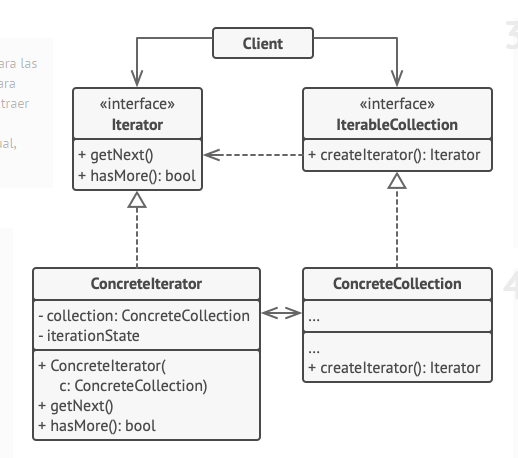 Client
3
ara las
ara
traer
ual,
«interface»
Iterator
+ getNext()
+ hasMore(): bool
«interface»
IterableCollection
+ createIterator(): Iterator
ConcreteIterator
- collection: ConcreteCollection
- iterationState
+ ConcreteIterator(
c: ConcreteCollection)
+ getNext()
+ hasMore(): bool
ConcreteCollection
...
...
+ createIterator(): Iterator
4